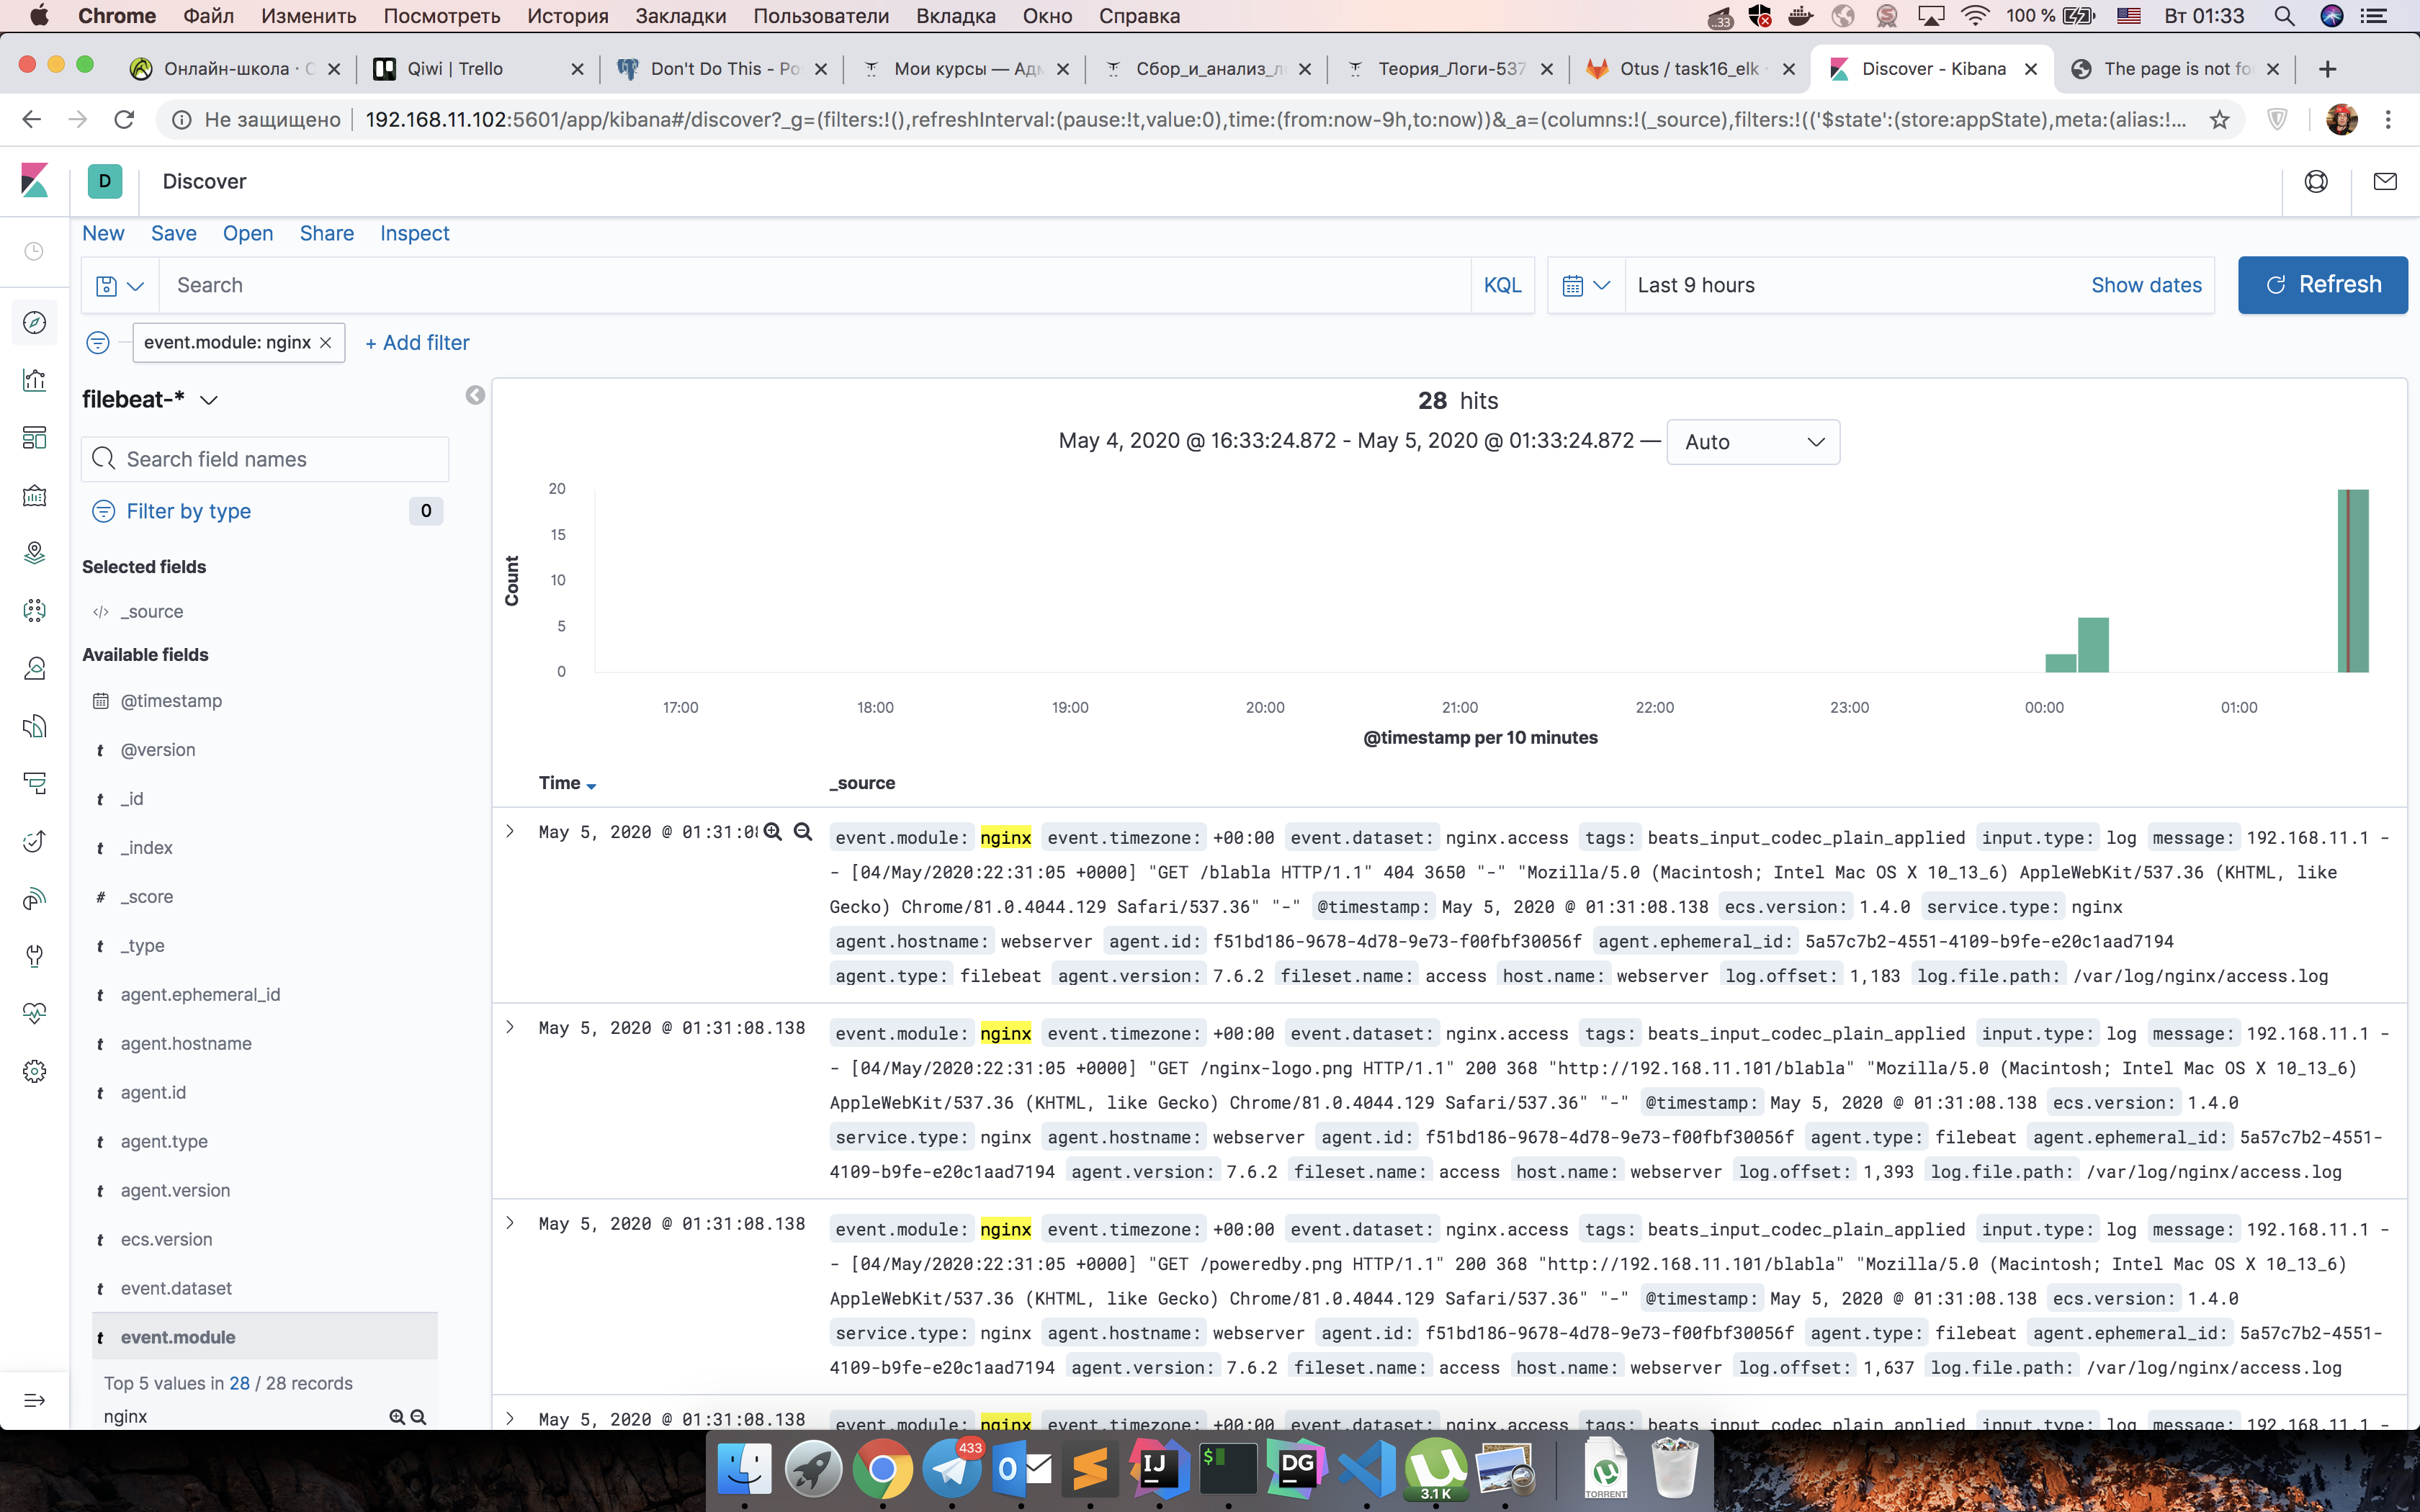 Chrome Файл Изменить Посмотреть История Закладки Пользователи Вкладка Окно Справка .33 100 % Вт 01:33
Онлайн-школа · Qiwi | Trello Don't Do This - Po Мои курсы — Адм Сбор_и_анализ_л Теория_Логи-537 Otus / task16_elk Discover - Kibana The page is not fo
Не защищено 192.168.11.102:5601/app/kibana#/discover?_g=(filters:!(),refreshInterval:(pause:!t,value:0),time:(from:now-9h,to:now))&_a=(columns:!(_source),filters:!(('$state':(store:appState),meta:(alias:!...
D Discover
New Save Open Share Inspect
Search KQL Last 9 hours Show dates Refresh
event.module: nginx + Add filter
filebeat-*
Search field names
Filter by type 0
Selected fields
_source
Available fields
@timestamp
t @version
t _id
t _index
# _score
t _type
t agent.ephemeral_id
t agent.hostname
t agent.id
t agent.type
t agent.version
t ecs.version
t event.dataset
t event.module
Top 5 values in 28 / 28 records
nginx
28 hits
May 4, 2020 @ 16:33:24.872 - May 5, 2020 @ 01:33:24.872 — Auto
Count
20
15
10
5
0
17:00 18:00 19:00 20:00 21:00 22:00 23:00 00:00 01:00
@timestamp per 10 minutes
Time _source
May 5, 2020 @ 01:31:0 event.module: nginx event.timezone: +00:00 event.dataset: nginx.access tags: beats_input_codec_plain_applied input.type: log message: 192.168.11.1 -
- [04/May/2020:22:31:05 +0000] "GET /blabla HTTP/1.1" 404 3650 "-" "Mozilla/5.0 (Macintosh; Intel Mac OS X 10_13_6) AppleWebKit/537.36 (KHTML, like
Gecko) Chrome/81.0.4044.129 Safari/537.36" "-" @timestamp: May 5, 2020 @ 01:31:08.138 ecs.version: 1.4.0 service.type: nginx
agent.hostname: webserver agent.id: f51bd186-9678-4d78-9e73-f00fbf30056f agent.ephemeral_id: 5a57c7b2-4551-4109-b9fe-e20c1aad7194
agent.type: filebeat agent.version: 7.6.2 fileset.name: access host.name: webserver log.offset: 1,183 log.file.path: /var/log/nginx/access.log
May 5, 2020 @ 01:31:08.138 event.module: nginx event.timezone: +00:00 event.dataset: nginx.access tags: beats_input_codec_plain_applied input.type: log message: 192.168.11.1 -
- [04/May/2020:22:31:05 +0000] "GET /nginx-logo.png HTTP/1.1" 200 368 "http://192.168.11.101/blabla" "Mozilla/5.0 (Macintosh; Intel Mac OS X 10_13_6)
AppleWebKit/537.36 (KHTML, like Gecko) Chrome/81.0.4044.129 Safari/537.36" "-" @timestamp: May 5, 2020 @ 01:31:08.138 ecs.version: 1.4.0
service.type: nginx agent.hostname: webserver agent.id: f51bd186-9678-4d78-9e73-f00fbf30056f agent.type: filebeat agent.ephemeral_id: 5a57c7b2-4551-
4109-b9fe-e20c1aad7194 agent.version: 7.6.2 fileset.name: access host.name: webserver log.offset: 1,393 log.file.path: /var/log/nginx/access.log
May 5, 2020 @ 01:31:08.138 event.module: nginx event.timezone: +00:00 event.dataset: nginx.access tags: beats_input_codec_plain_applied input.type: log message: 192.168.11.1 -
- [04/May/2020:22:31:05 +0000] "GET /poweredby.png HTTP/1.1" 200 368 "http://192.168.11.101/blabla" "Mozilla/5.0 (Macintosh; Intel Mac OS X 10_13_6)
AppleWebKit/537.36 (KHTML, like Gecko) Chrome/81.0.4044.129 Safari/537.36" "-" @timestamp: May 5, 2020 @ 01:31:08.138 ecs.version: 1.4.0
service.type: nginx agent.hostname: webserver agent.id: f51bd186-9678-4d78-9e73-f00fbf30056f agent.type: filebeat agent.ephemeral_id: 5a57c7b2-4551-
4109-b9fe-e20c1aad7194 agent.version: 7.6.2 fileset.name: access host.name: webserver log.offset: 1,637 log.file.path: /var/log/nginx/access.log
May 5, 2020 @ 01:31:08.138 event.module: nginx event.timezone: +00:00 event.dataset: nginx.access tags: beats_input_codec_plain_applied input.type: log message: 192.168.11.1 -
433 IJ $ DG 3.1 K TORRENT